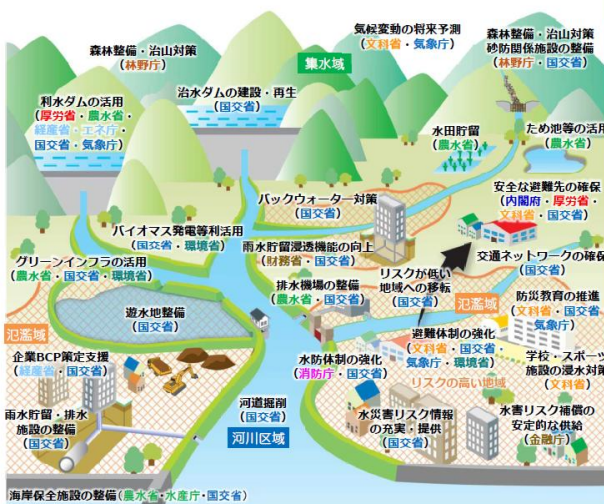 気候変動の将来予測
(文科省・気象庁)
森林整備・治山対策
(林野庁)
集水域
森林整備・治山対策
砂防関係施設の整備
(林野庁・国交省)
治水ダムの建設・再生
(国交省)
利水ダムの活用
(厚労省・農水省・
経産省・エネ庁・
国交省・気象庁)
水田貯留
(農水省)
ため池等の活用
(農水省)
安全な避難先の確保
(内閣府・厚労省・
文科省・国交省)
バックウォーター対策
(国交省)
バイオマス発電等利活用
(国交省・環境省)
雨水貯留浸透機能の向上
(財務省・国交省)
交通ネットワークの確保
(国交省)
グリーンインフラの活用
(農水省・国交省・環境省)
リスクが低い
地域への移転
(国交省)
排水機場の整備
(農水省・国交省)
氾濫域
防災教育の推進
(文科省・国交省・
気象庁)
遊水地整備
(国交省)
氾濫域
避難体制の強化
(文科省・国交省・
気象庁・環境省)
企業BCP策定支援
(経産省・国交省)
水防体制の強化
(消防庁・国交省)
学校・スポーツ
施設の浸水対策
(文科省)
リスクの高い地域
河道掘削
(国交省)
河川区域
雨水貯留・排水
施設の整備
(国交省)
水災害リスク情報
の充実・提供
(国交省)
水害リスク補償の
安定的な供給
(金融庁)
海岸保全施設の整備(農水省・水産庁・国交省)